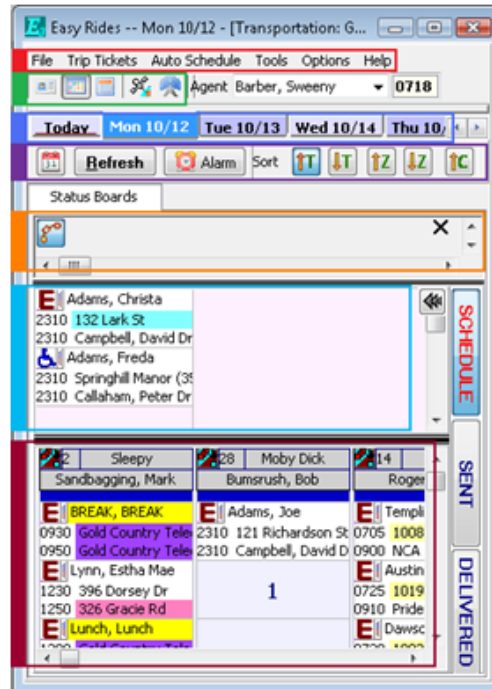 Easy Rides -- Mon 10/12 - [Transportation: G...
File Trip Tickets Auto Schedule Tools Options Help
Agent Barber, Sweeny 0718
Today Mon 10/12 Tue 10/13 Wed 10/14 Thu 10/
Refresh Alarm Sort T T Z Z C
Status Boards
E Adams, Christa
2310 132 Lark St
2310 Campbell, David Dr
Adams, Freda
2310 Springhill Manor (35
2310 Callaham, Peter Dr
SCHEDULE
SENT
DELIVERED
2 Sleepy 28 Moby Dick 14
Sandbagging, Mark Bumsrush, Bob Roger
E BREAK, BREAK E Adams, Joe E Templi
0930 Gold Country Tele 2310 121 Richardson St 0705 1008
0950 Gold Country Tele 2310 Campbell, David D 0900 NCA
E Lynn, Estha Mae E Austin
1230 396 Dorsey Dr 1 0725 1019
1250 326 Gracie Rd 0910 Pride
E Lunch, Lunch E Dawsc